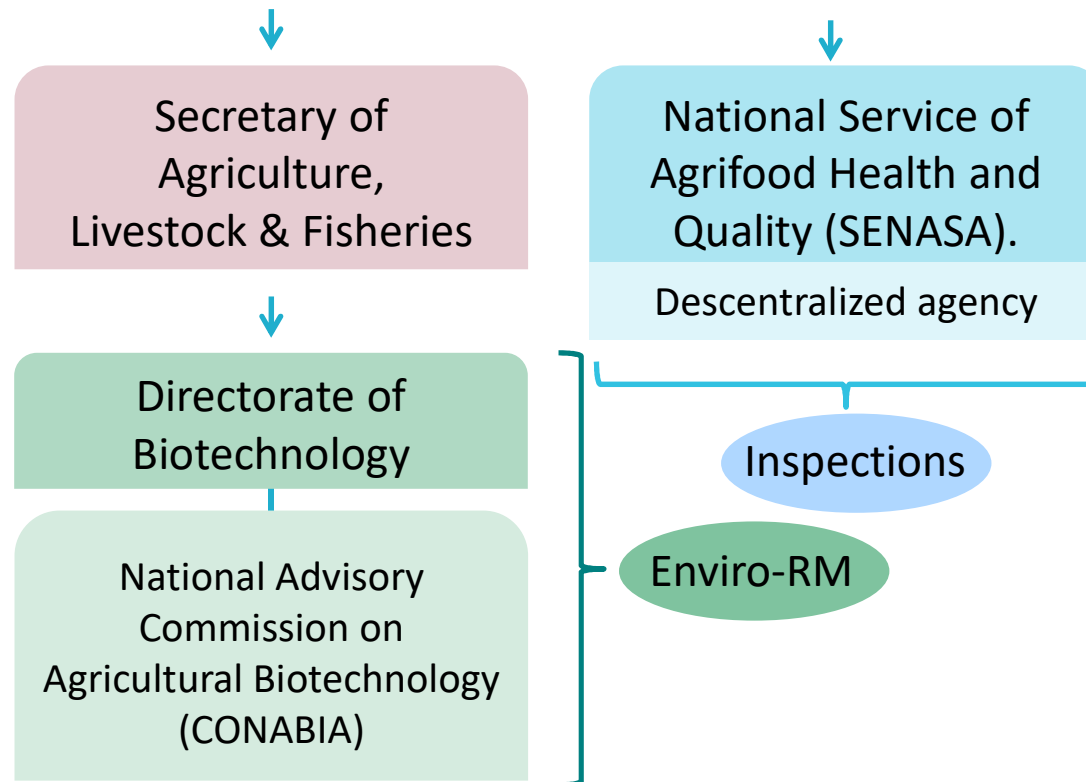 Secretary of
Agriculture,
Livestock & Fisheries
National Service of
Agrifood Health and
Quality (SENASA).
Descentralized agency
Directorate of
Biotechnology
Inspections
Enviro-RM
National Advisory
Commission on
Agricultural Biotechnology
(CONABIA)